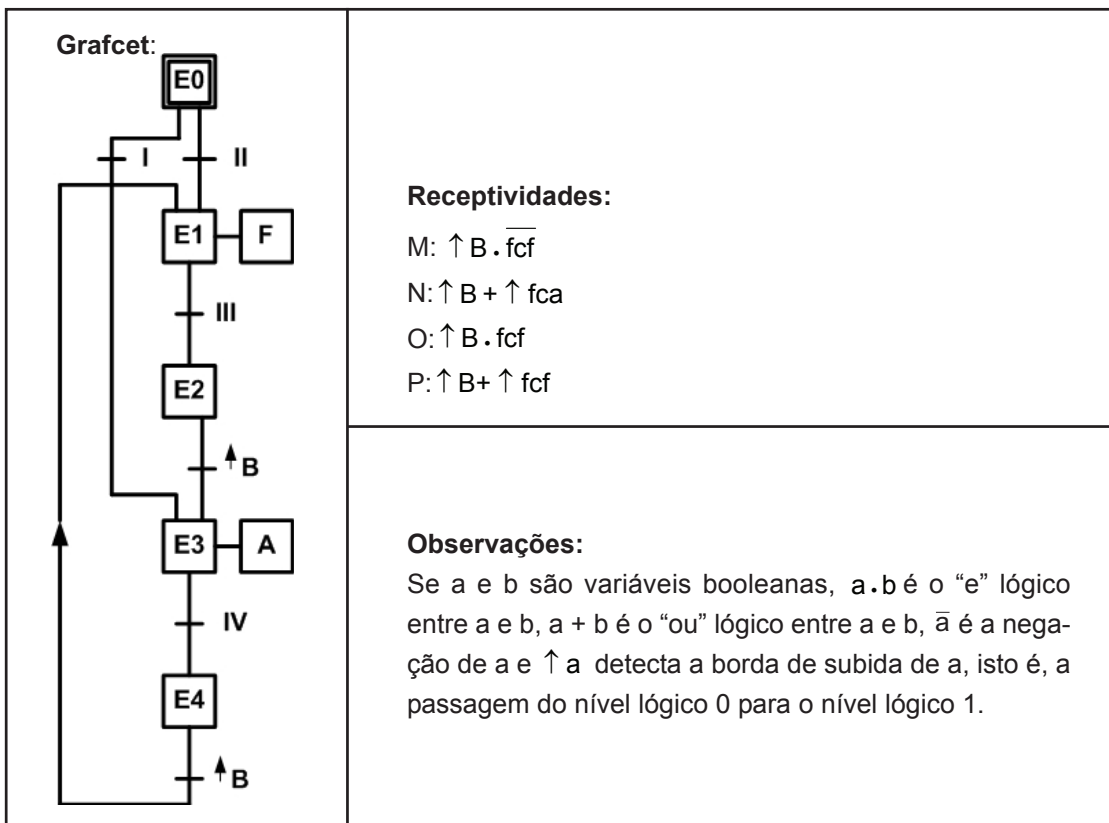 Grafcet:
E0
I
II
E1
F
III
E2
↑B
E3
A
IV
E4
↑B
Receptividades:
M: ↑ B . f̅c̅f̅
N:↑ B + ↑ fca
O:↑ B . fcf
P:↑ B+ ↑ fcf
Observações:
Se a e b são variáveis booleanas, a.b é o “e” lógico
entre a e b, a + b é o “ou” lógico entre a e b, a̅ é a nega-
ção de a e ↑ a detecta a borda de subida de a, isto é, a
passagem do nível lógico 0 para o nível lógico 1.